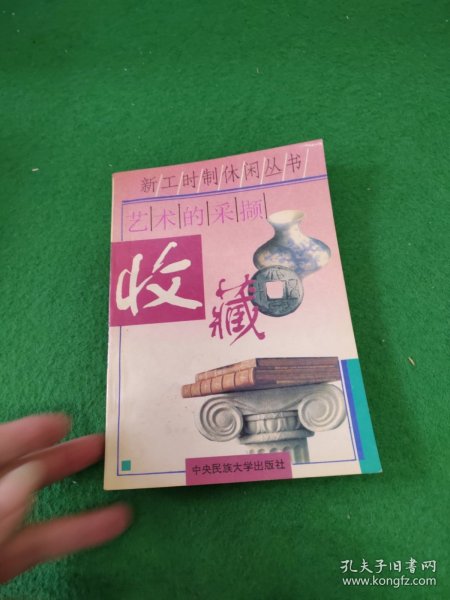 新工时制休闲丛书
艺术的采撷
收
藏
中央民族大学出版社
孔夫子旧书网
www.kongfz.com